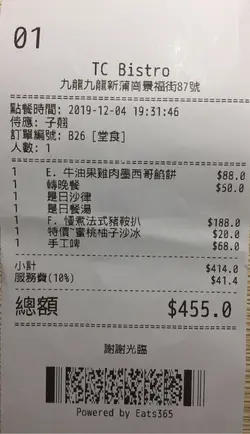 01
TC Bistro
九龍九龍新蒲崗景福街87號
點餐時間: 2019-12-04 19:31:46
侍應: 子翹
訂單編號: B26 [堂食]
人數: 1
1 E. 牛油果雞肉墨西哥餡餅 $88.0
1 轉晚餐 $50.0
1 是日沙律
1 是日餐湯
1 F. 慢煮法式豬鞍扒 $188.0
1 特價~蜜桃柚子沙冰 $20.0
1 手工啤 $68.0
小計 $414.0
服務費(10%) $41.4
總額 $455.0
謝謝光臨
Powered by Eats365